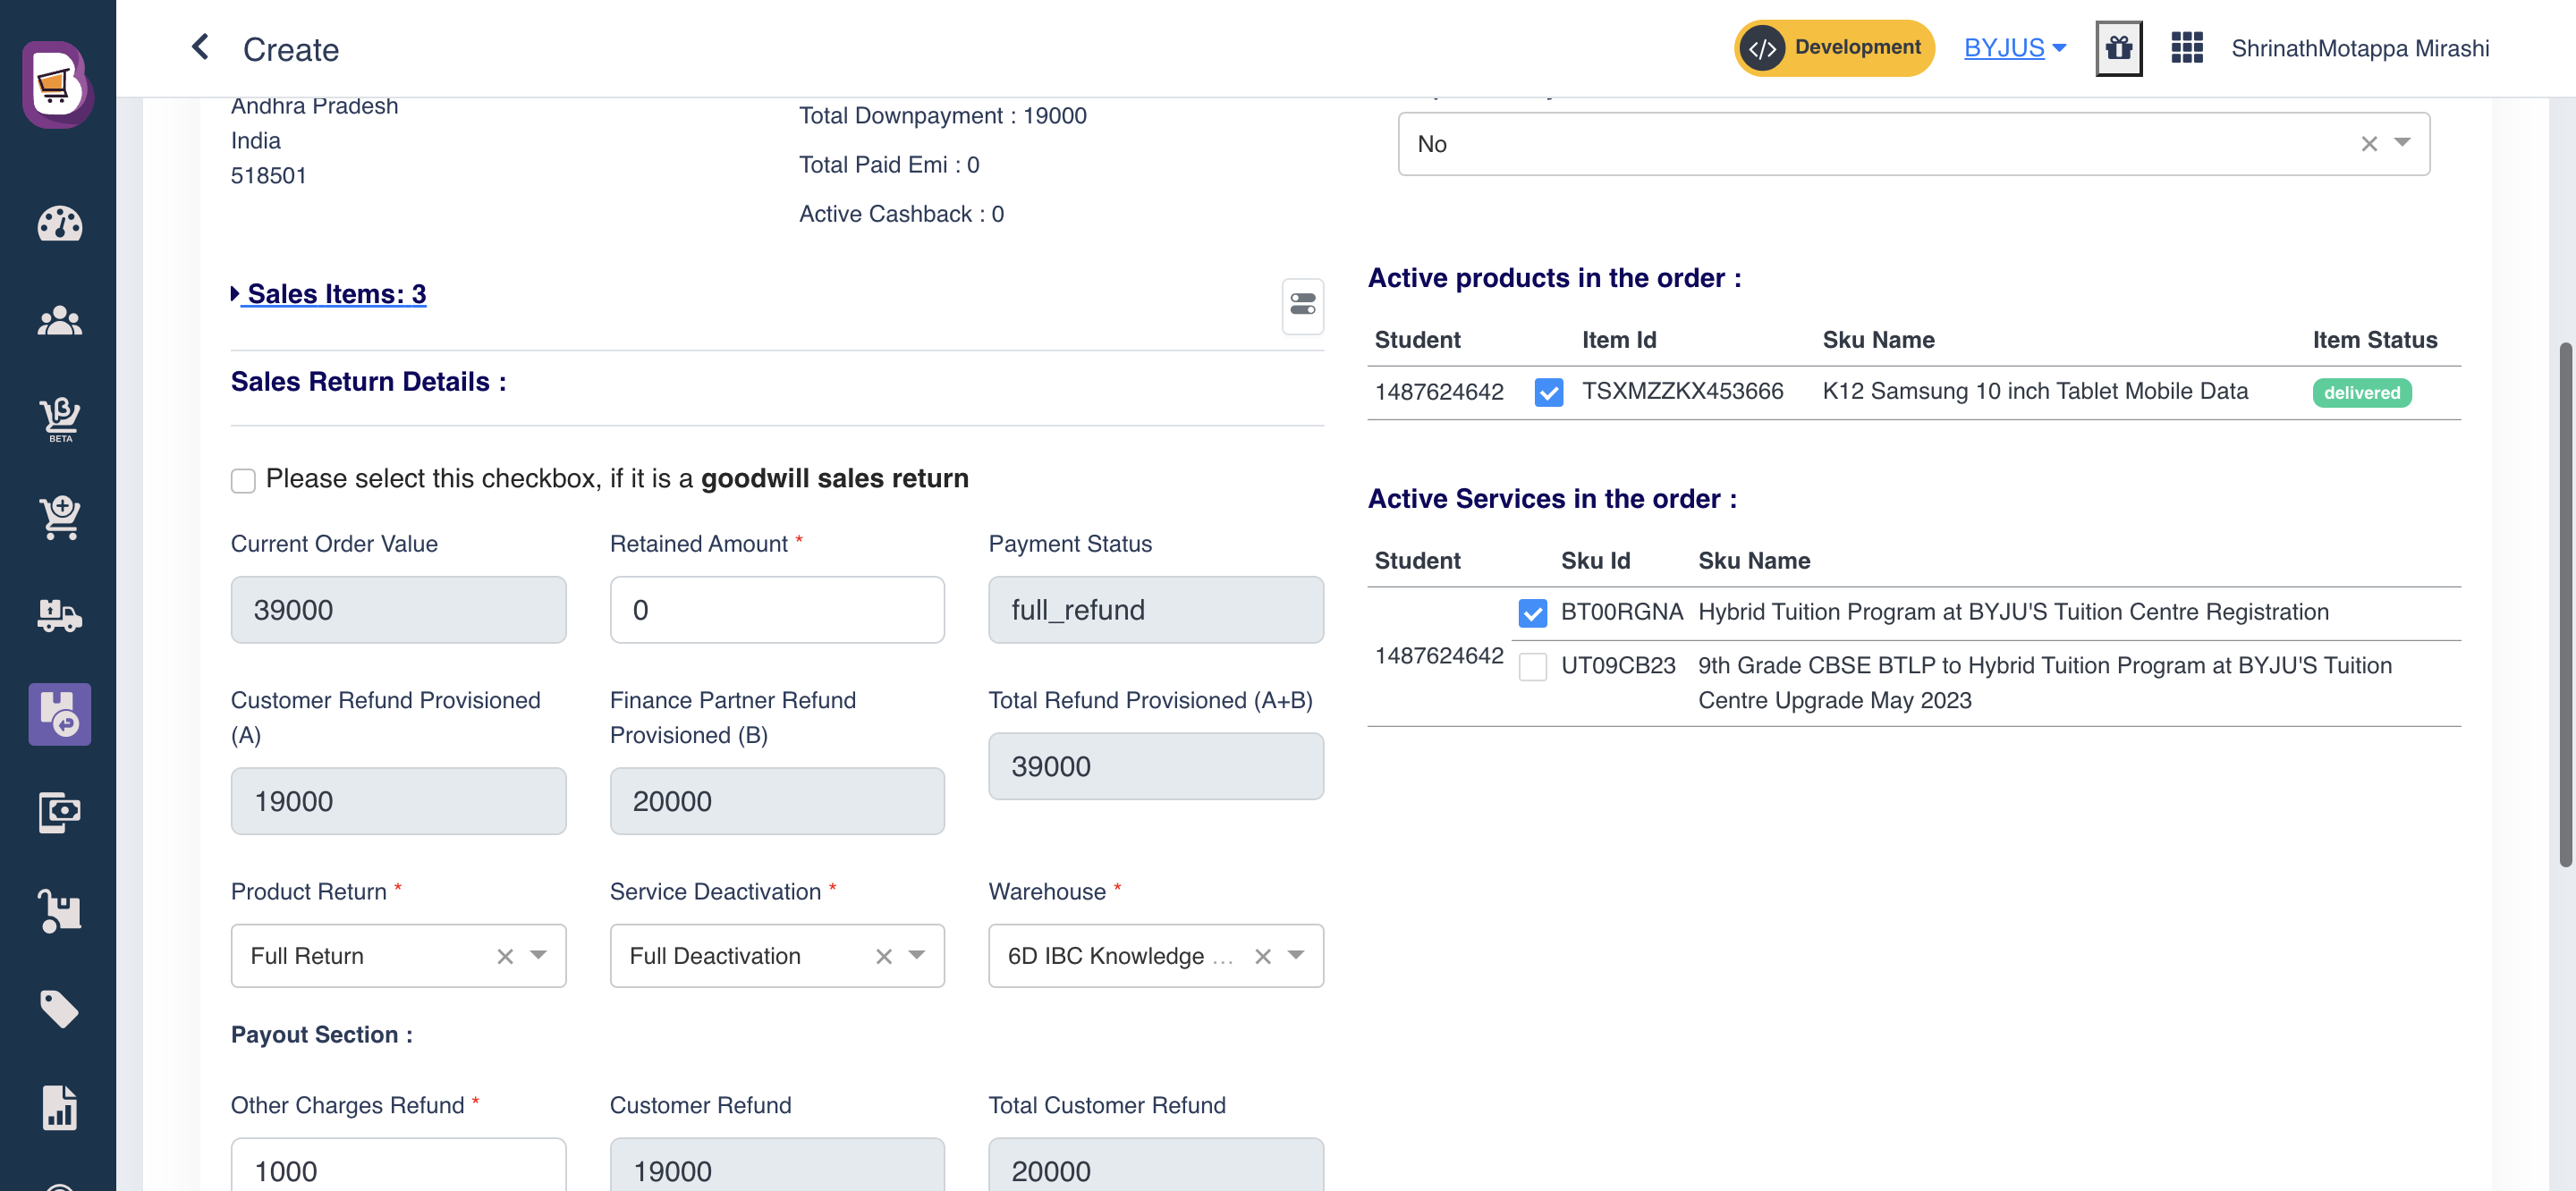 Create
Development
BYJUS
ShrinathMotappa Mirashi
BETA
Andhra Pradesh
India
518501
Total Downpayment : 19000
Total Paid Emi : 0
Active Cashback : 0
No
Sales Items: 3
Sales Return Details :
Please select this checkbox, if it is a goodwill sales return
Current Order Value
Retained Amount *
Payment Status
39000
0
full_refund
Customer Refund Provisioned
(A)
Finance Partner Refund
Provisioned (B)
Total Refund Provisioned (A+B)
19000
20000
39000
Product Return *
Service Deactivation *
Warehouse *
Full Return
Full Deactivation
6D IBC Knowledge ...
Payout Section :
Other Charges Refund *
Customer Refund
Total Customer Refund
1000
19000
20000
Active products in the order :
Student Item Id Sku Name Item Status
1487624642 TSXMZZKX453666 K12 Samsung 10 inch Tablet Mobile Data delivered
Active Services in the order :
Student Sku Id Sku Name
1487624642
BT00RGNA Hybrid Tuition Program at BYJU'S Tuition Centre Registration
UT09CB23 9th Grade CBSE BTLP to Hybrid Tuition Program at BYJU'S Tuition
Centre Upgrade May 2023